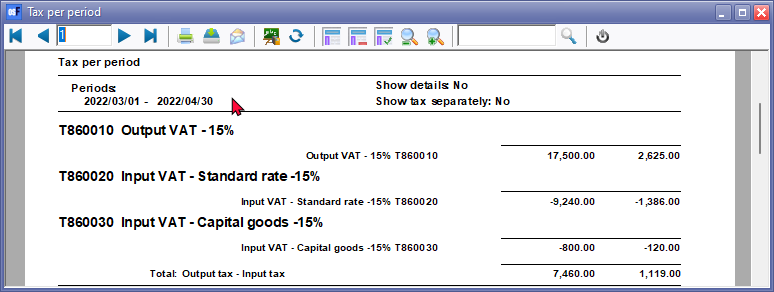 Tax per period
1
Tax per period
Periods: Show details: No
2022/03/01 - 2022/04/30 Show tax separately: No
T860010 Output VAT - 15%
Output VAT - 15% T860010 17,500.00 2,625.00
T860020 Input VAT - Standard rate -15%
Input VAT - Standard rate -15% T860020 -9,240.00 -1,386.00
T860030 Input VAT - Capital goods -15%
Input VAT - Capital goods -15% T860030 -800.00 -120.00
Total: Output tax - Input tax 7,460.00 1,119.00